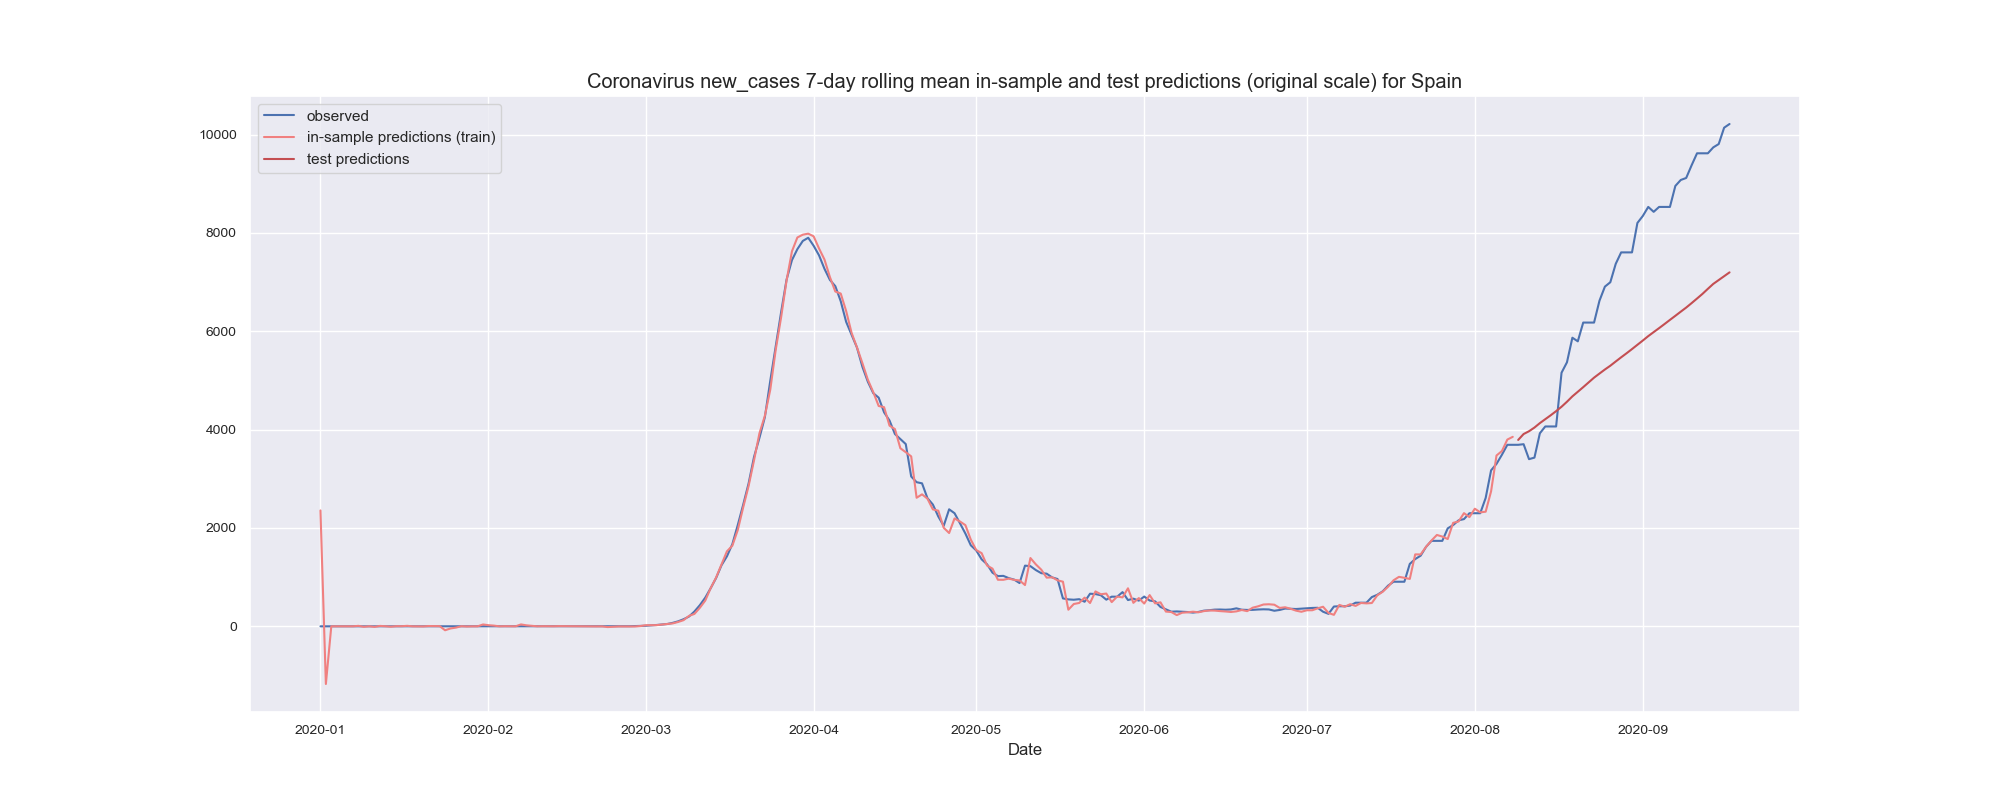 Coronavirus new_cases 7-day rolling mean in-sample and test predictions (original scale) for Spain
observed
in-sample predictions (train)
test predictions
10000
8000
6000
4000
2000
0
2020-01 2020-02 2020-03 2020-04 2020-05 2020-06 2020-07 2020-08 2020-09
Date